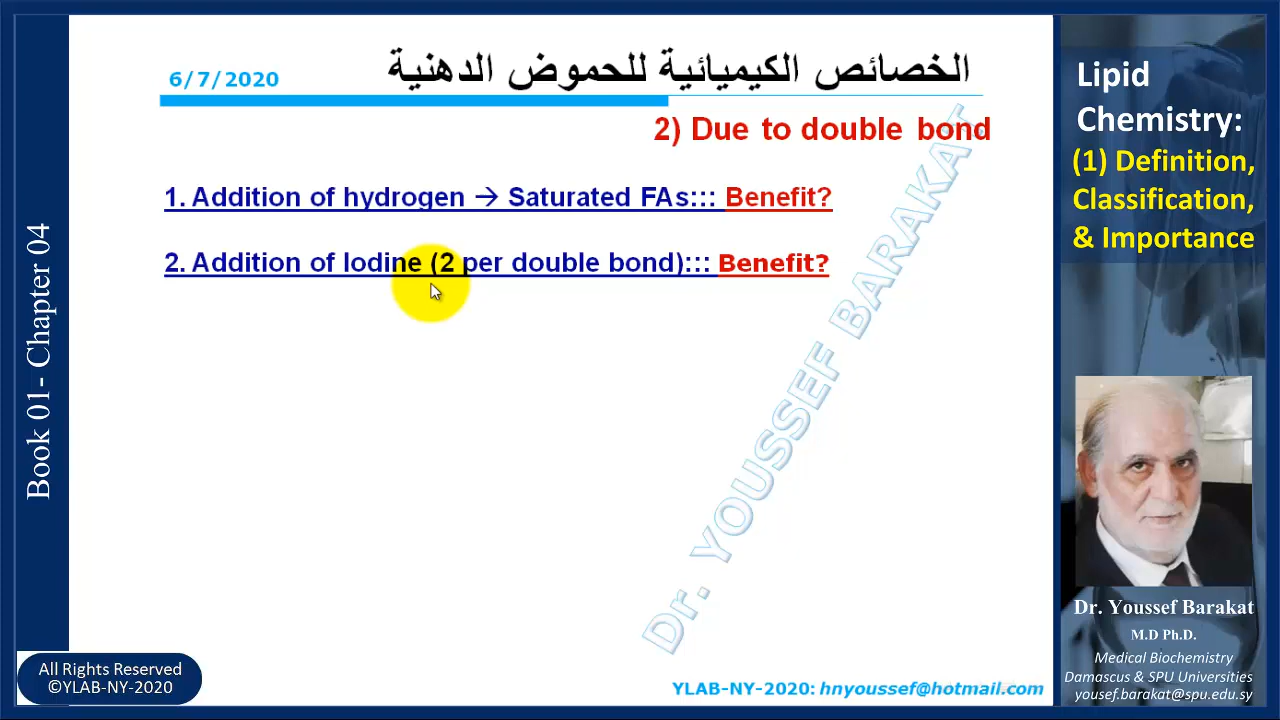 6/7/2020
الخصائص الكيميائية للحموض الدهنية
2) Due to double bond
1. Addition of hydrogen → Saturated FAs::: Benefit?
2. Addition of Iodine (2 per double bond)::: Benefit?
Dr. YOUSSEF BARAKAT
Book 01- Chapter 04
All Rights Reserved
©YLAB-NY-2020
YLAB-NY-2020: hnyoussef@hotmail.com
Lipid
Chemistry:
(1) Definition,
Classification,
& Importance
Dr. Youssef Barakat
M.D Ph.D.
Medical Biochemistry
Damascus & SPU Universities
yousef.barakat@spu.edu.sy